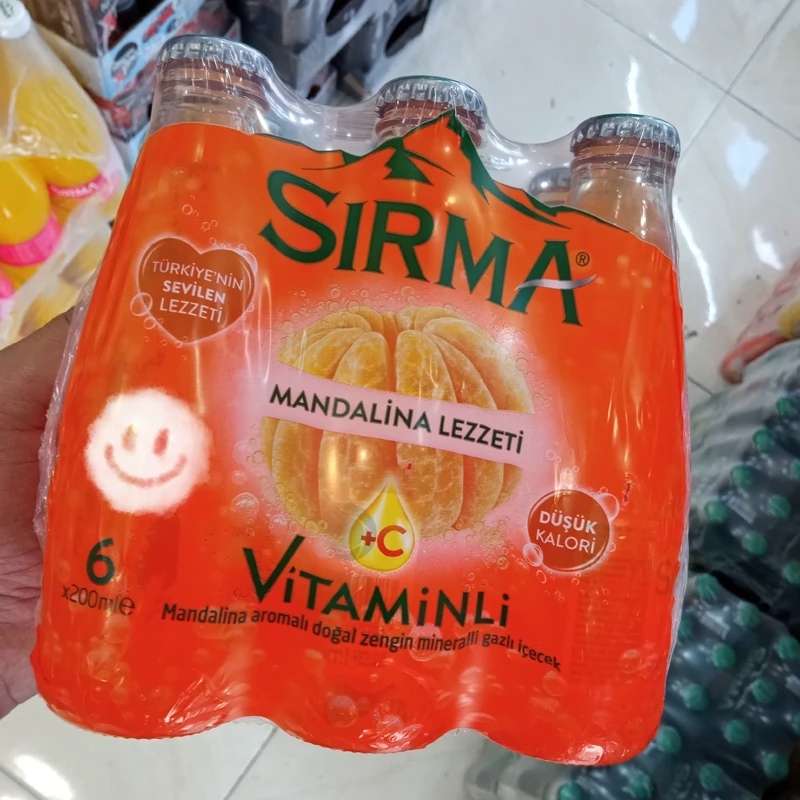 SIRMA®
TÜRKİYE'NİN
SEVİLEN
LEZZETİ
MANDALİNA LEZZETİ
+C
DÜŞÜK
KALORİ
VİTAMİNLİ
6
x200ml℮
Mandalina aromalı doğal zengin mineralli gazlı içecek